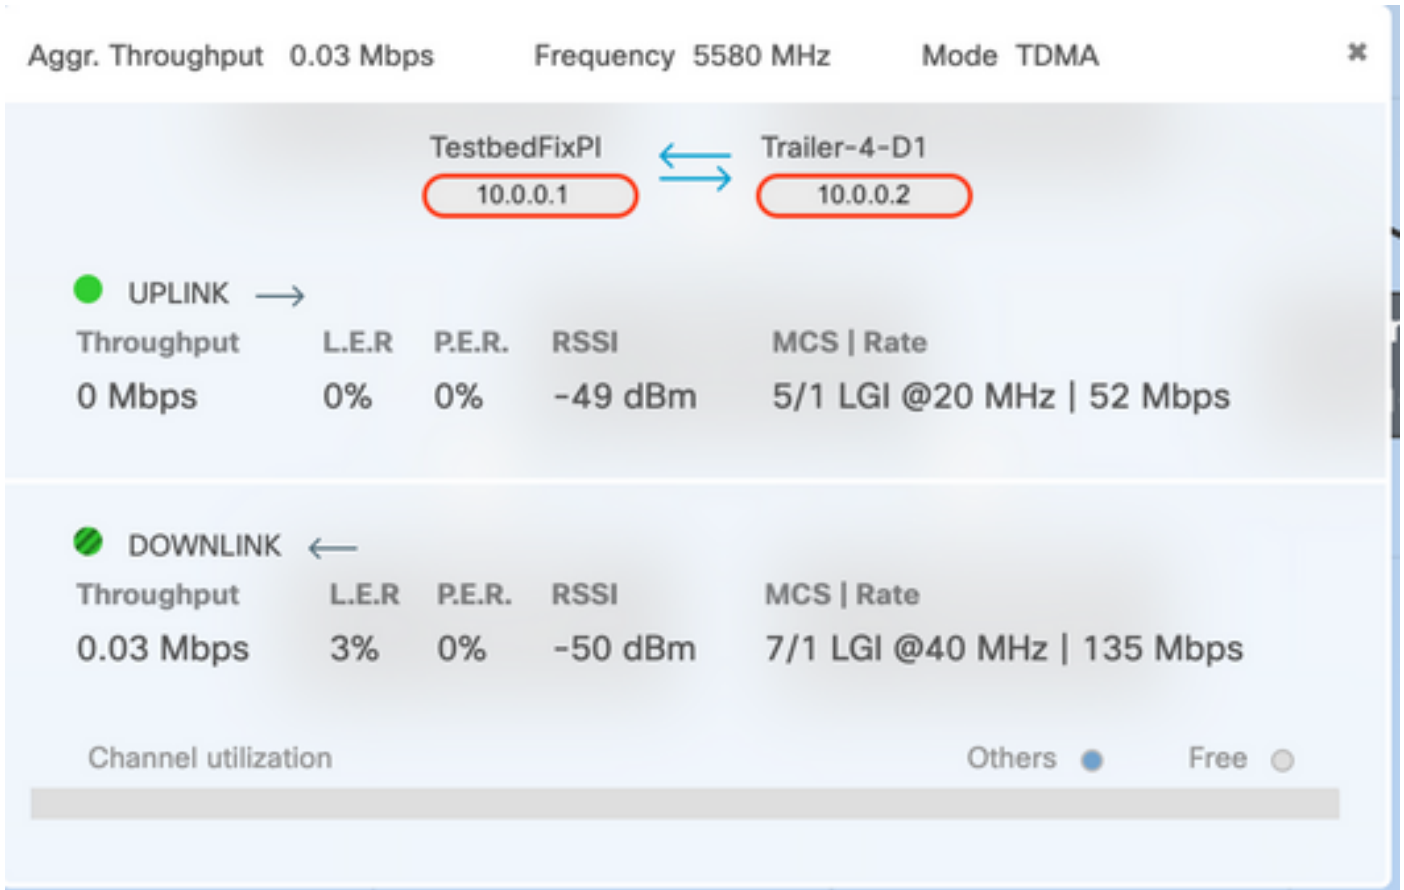 Aggr. Throughput 0.03 Mbps Frequency 5580 MHz Mode TDMA ✖
TestbedFixPI Trailer-4-D1
10.0.0.1 10.0.0.2
UPLINK →
Throughput L.E.R P.E.R. RSSI MCS | Rate
0 Mbps 0% 0% -49 dBm 5/1 LGI @20 MHz | 52 Mbps
DOWNLINK ←
Throughput L.E.R P.E.R. RSSI MCS | Rate
0.03 Mbps 3% 0% -50 dBm 7/1 LGI @40 MHz | 135 Mbps
Channel utilization Others Free